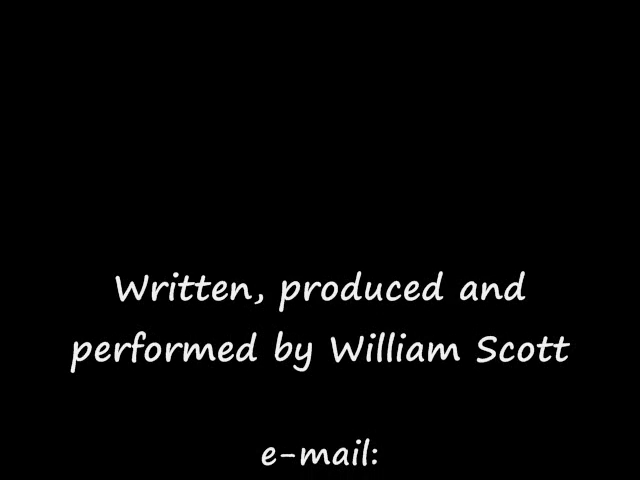 Written, produced and
performed by William Scott
e-mail: